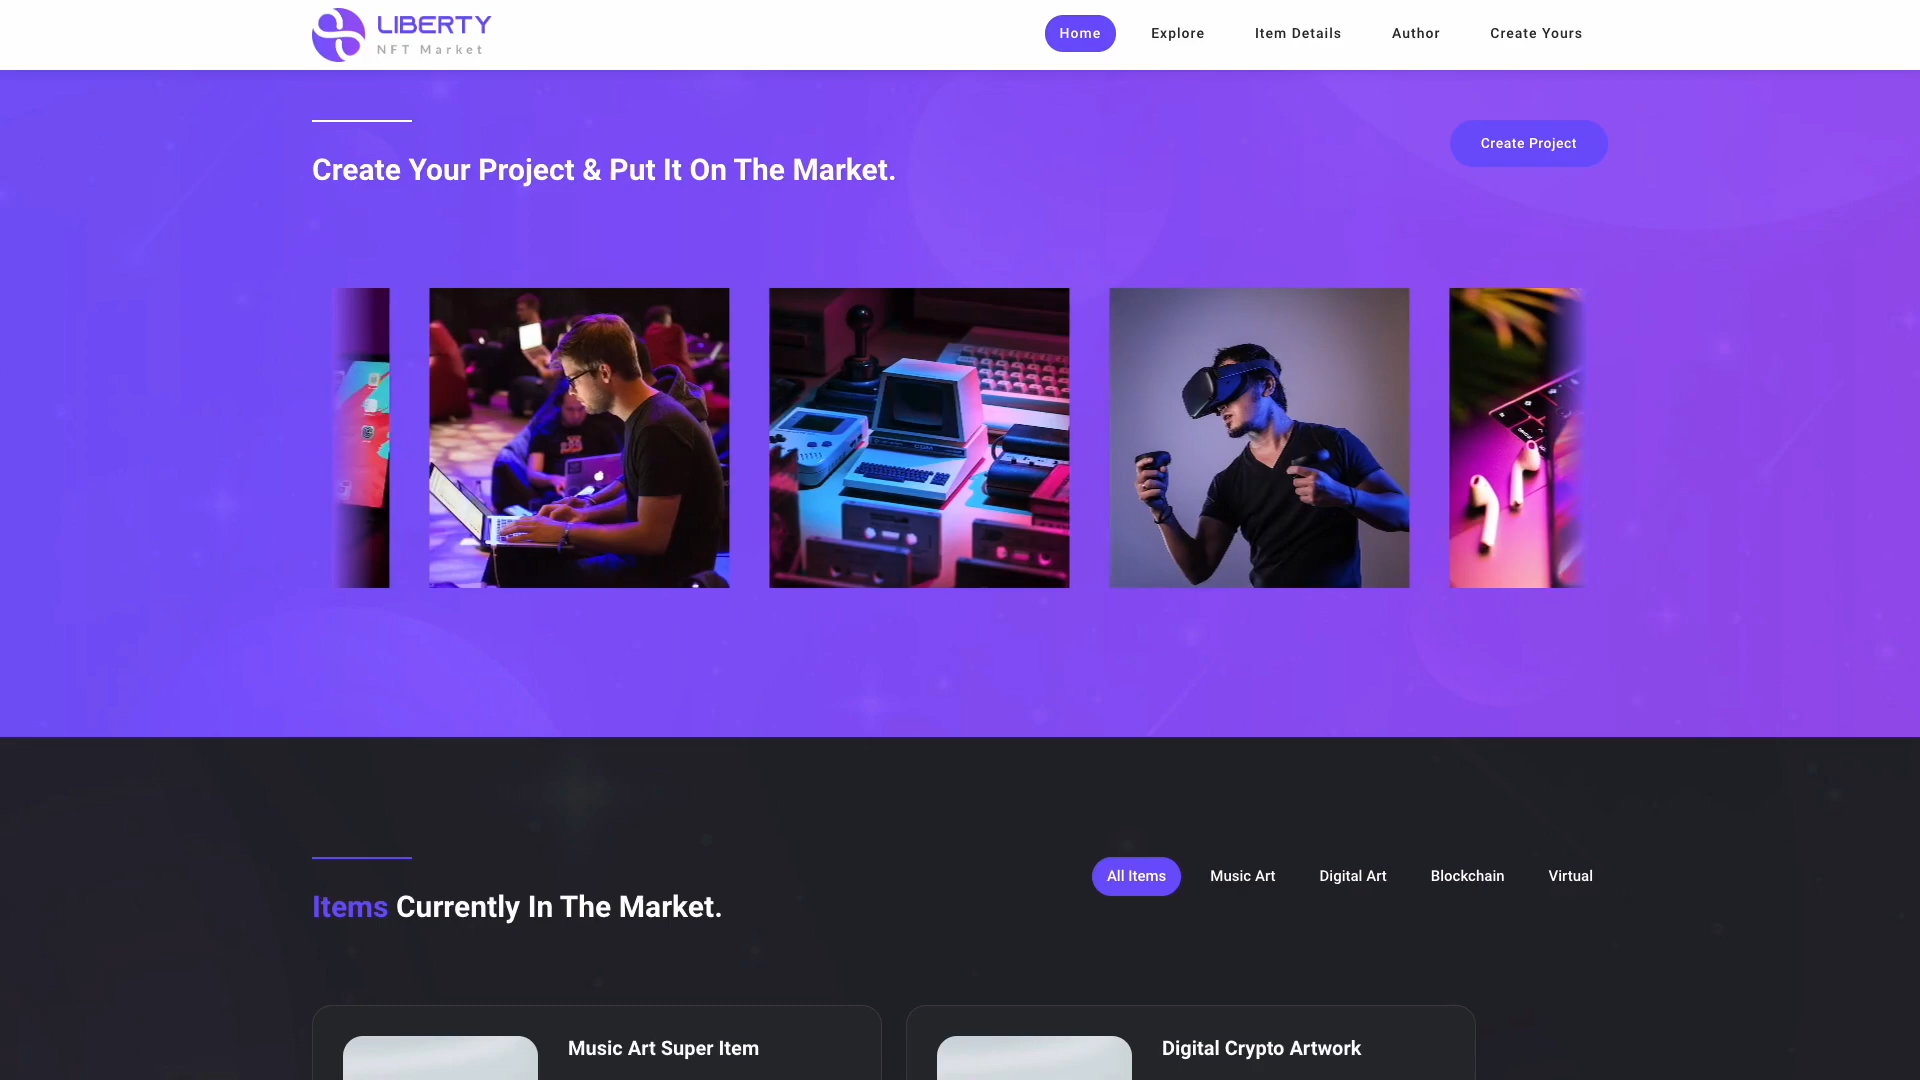 LIBERTY
NFT Market
Home
Explore
Item Details
Author
Create Yours
Create Your Project & Put It On The Market.
Create Project
Items Currently In The Market.
All Items
Music Art
Digital Art
Blockchain
Virtual
Music Art Super Item
Digital Crypto Artwork